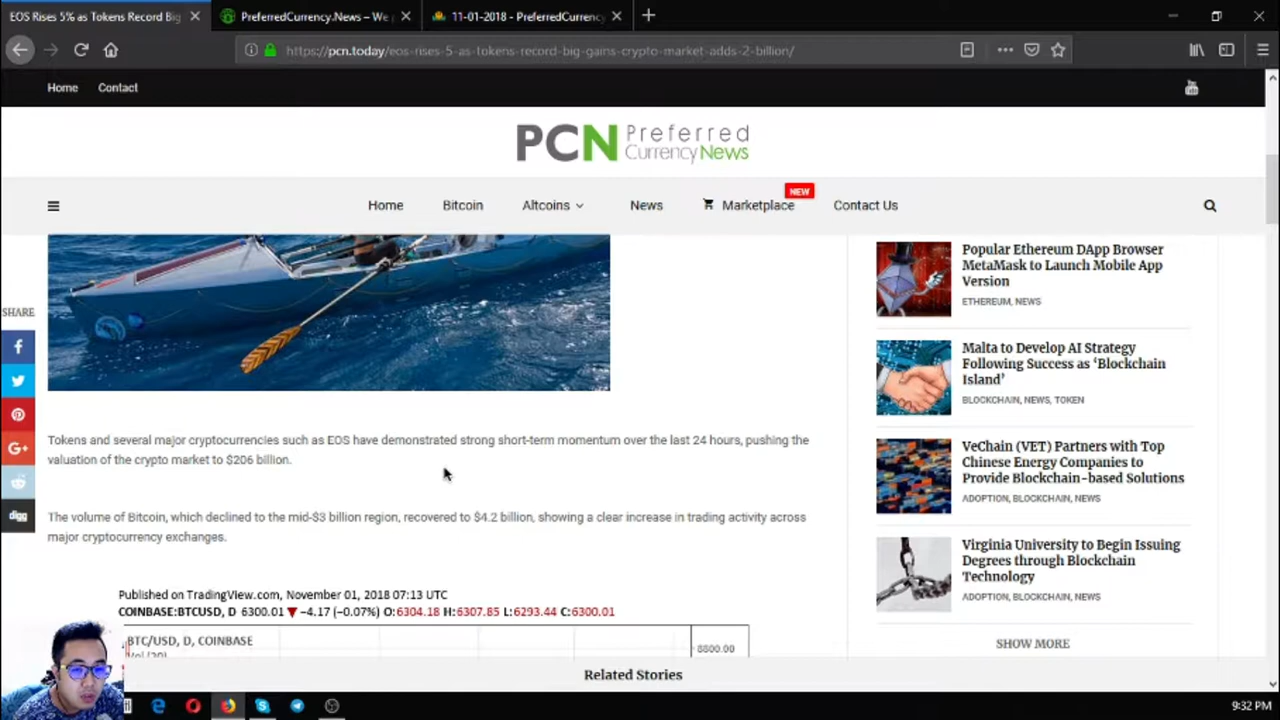 EOS Rises 5% as Tokens Record Big
PreferredCurrency.News – We
11-01-2018 - PreferredCurrency
https://pcn.today/eos-rises-5-as-tokens-record-big-gains-crypto-market-adds-2-billion/
Home Contact
PCN Preferred
CurrencyNews
NEW
Home Bitcoin Altcoins News Marketplace Contact Us
SHARE
Tokens and several major cryptocurrencies such as EOS have demonstrated strong short-term momentum over the last 24 hours, pushing the
valuation of the crypto market to $206 billion.
The volume of Bitcoin, which declined to the mid-$3 billion region, recovered to $4.2 billion, showing a clear increase in trading activity across
major cryptocurrency exchanges.
digg
Published on TradingView.com, November 01, 2018 07:13 UTC
COINBASE:BTCUSD, D 6300.01 ▼ −4.17 (−0.07%) O:6304.18 H:6307.85 L:6293.44 C:6300.01
BTC/USD, D, COINBASE
Vol (20)
8800.00
Popular Ethereum DApp Browser
MetaMask to Launch Mobile App
Version
ETHEREUM, NEWS
Malta to Develop AI Strategy
Following Success as ‘Blockchain
Island’
BLOCKCHAIN, NEWS, TOKEN
VeChain (VET) Partners with Top
Chinese Energy Companies to
Provide Blockchain-based Solutions
ADOPTION, BLOCKCHAIN, NEWS
Virginia University to Begin Issuing
Degrees through Blockchain
Technology
ADOPTION, BLOCKCHAIN, NEWS
SHOW MORE
Related Stories
9:32 PM